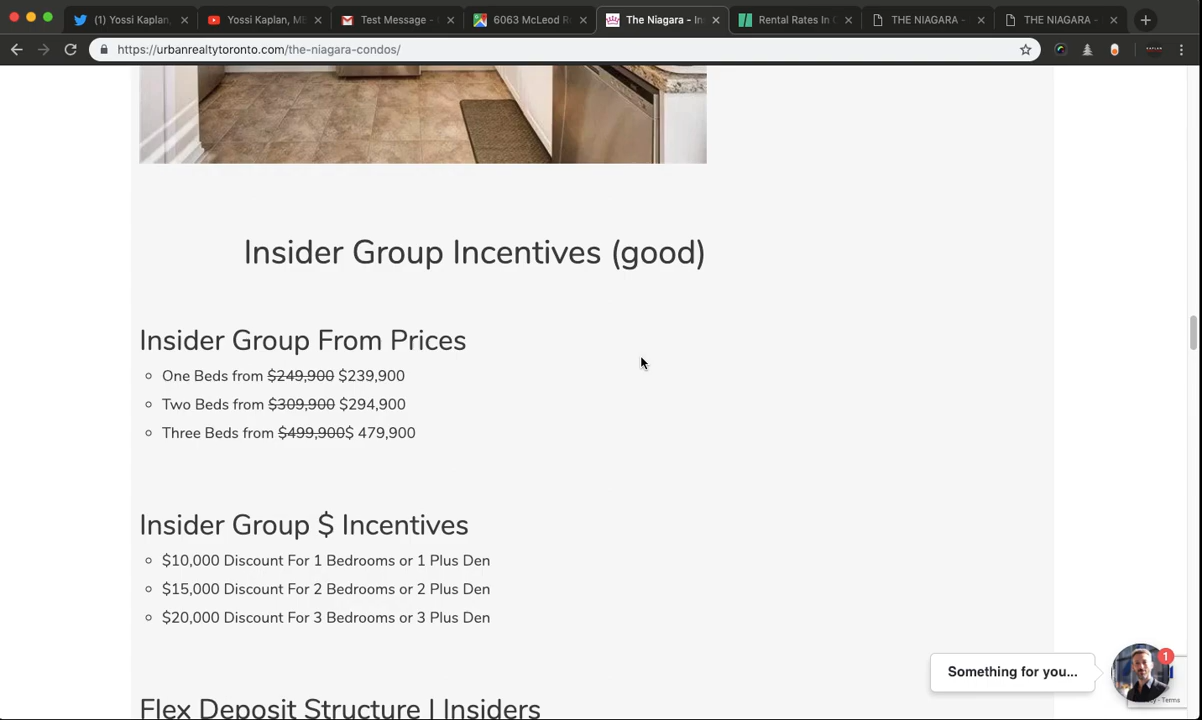 (1) Yossi Kaplan,
Yossi Kaplan, MB
Test Message -
6063 McLeod R
The Niagara - In
Rental Rates In
THE NIAGARA -
THE NIAGARA -
https://urbanrealtytoronto.com/the-niagara-condos/
Insider Group Incentives (good)
Insider Group From Prices
One Beds from $249,900 $239,900
Two Beds from $309,900 $294,900
Three Beds from $499,900$ 479,900
Insider Group $ Incentives
$10,000 Discount For 1 Bedrooms or 1 Plus Den
$15,000 Discount For 2 Bedrooms or 2 Plus Den
$20,000 Discount For 3 Bedrooms or 3 Plus Den
Something for you...
1
- Terms
Flex Deposit Structure | Insiders